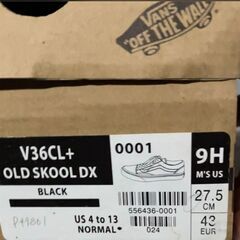 VANS
"OFF THE WALL"
V36CL+
OLD SKOOL DX
0001
9H
M'S US
BLACK
27.5
CM
556436-0001
US 4 to 13
NORMAL*
024
43
EUR